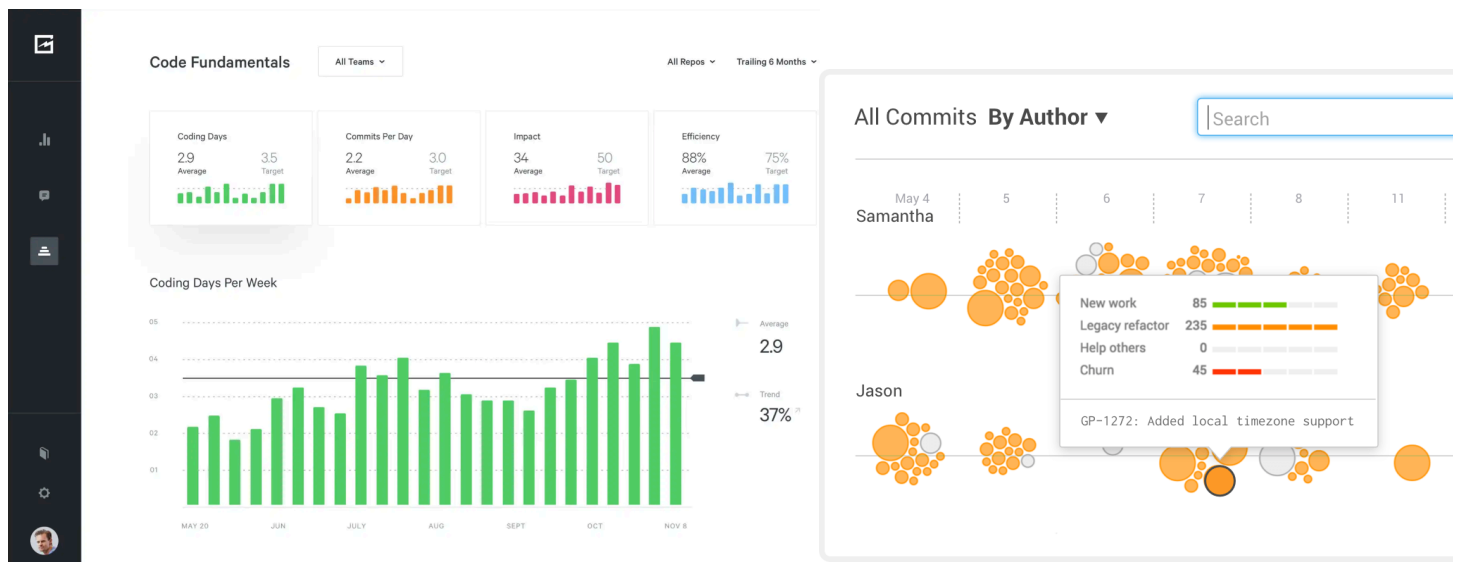 Code Fundamentals
All Teams
All Repos
Trailing 6 Months
Coding Days
2.9 3.5
Average Target
Commits Per Day
2.2 3.0
Average Target
Impact
34 50
Average Target
Efficiency
88% 75%
Average Target
Coding Days Per Week
05
04
03
02
01
MAY 20 JUN JULY AUG SEPT OCT NOV 8
Average
2.9
Trend
37%
All Commits By Author
Search
May 4 5 6 7 8 11
Samantha
New work 85
Legacy refactor 235
Help others 0
Churn 45
GP-1272: Added local timezone support
Jason